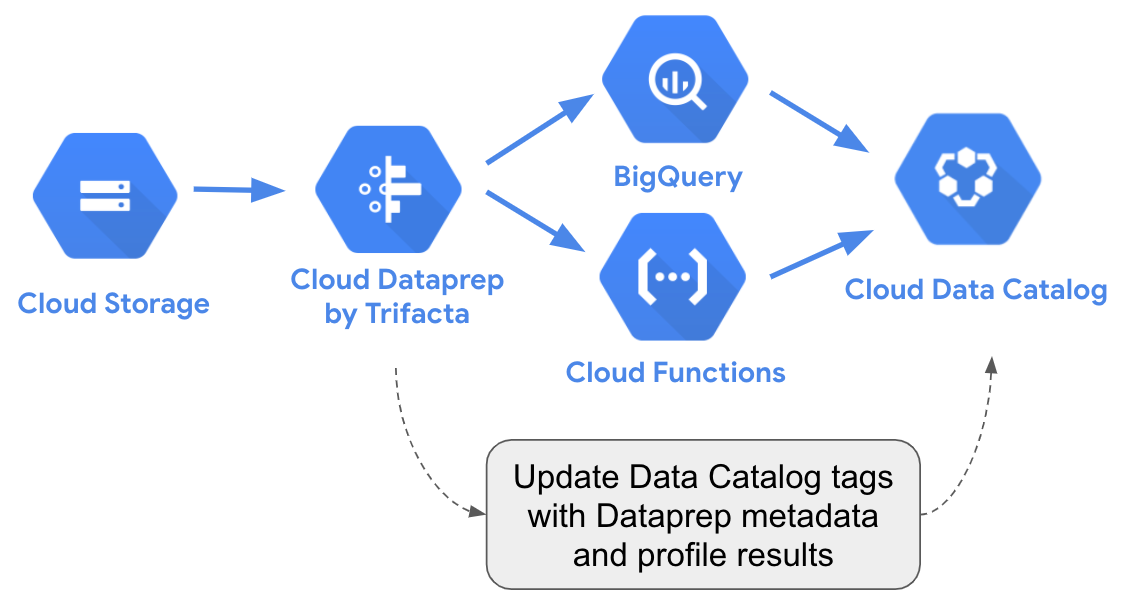 BigQuery
Cloud Storage
Cloud Dataprep
by Trifacta
Cloud Functions
Cloud Data Catalog
Update Data Catalog tags
with Dataprep metadata
and profile results